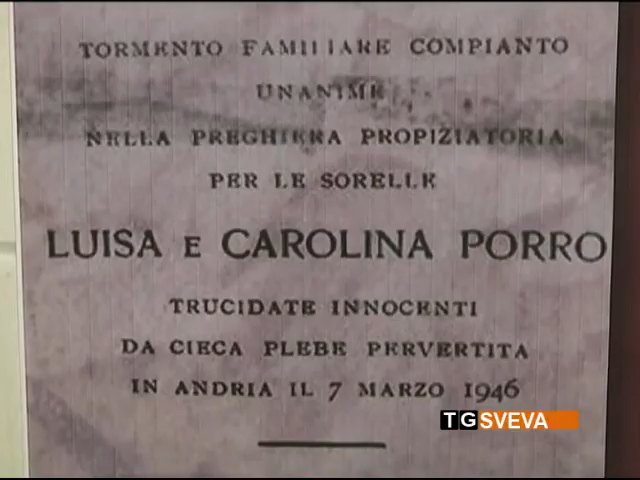 TORMENTO FAMILIARE COMPIANTO
UNANIME
NELLA PREGHIERA PROPIZIATORIA
PER LE SORELLE
LUISA E CAROLINA PORRO
TRUCIDATE INNOCENTI
DA CIECA PLEBE PERVERTITA
IN ANDRIA IL 7 MARZO 1946
TGSVEVA